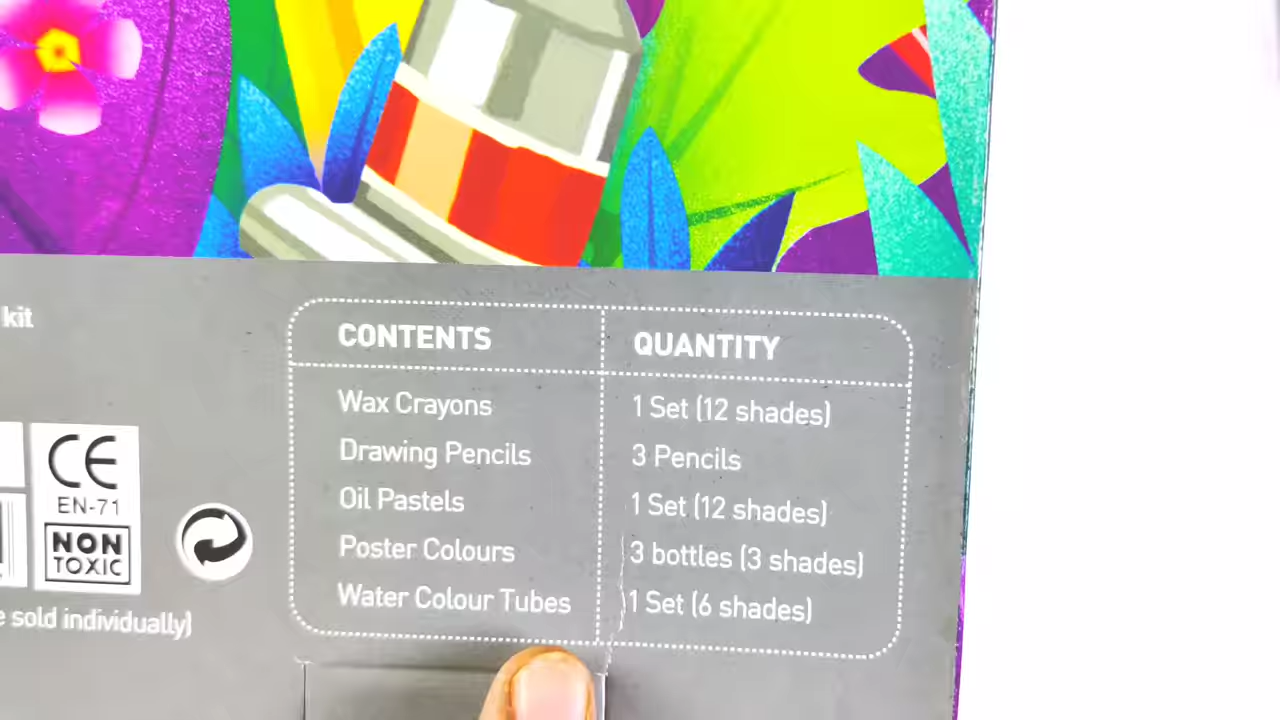 kit
CONTENTS QUANTITY
Wax Crayons 1 Set (12 shades)
Drawing Pencils 3 Pencils
Oil Pastels 1 Set (12 shades)
Poster Colours 3 bottles (3 shades)
Water Colour Tubes 1 Set (6 shades)
CE
EN-71
NON
TOXIC
sold individually)